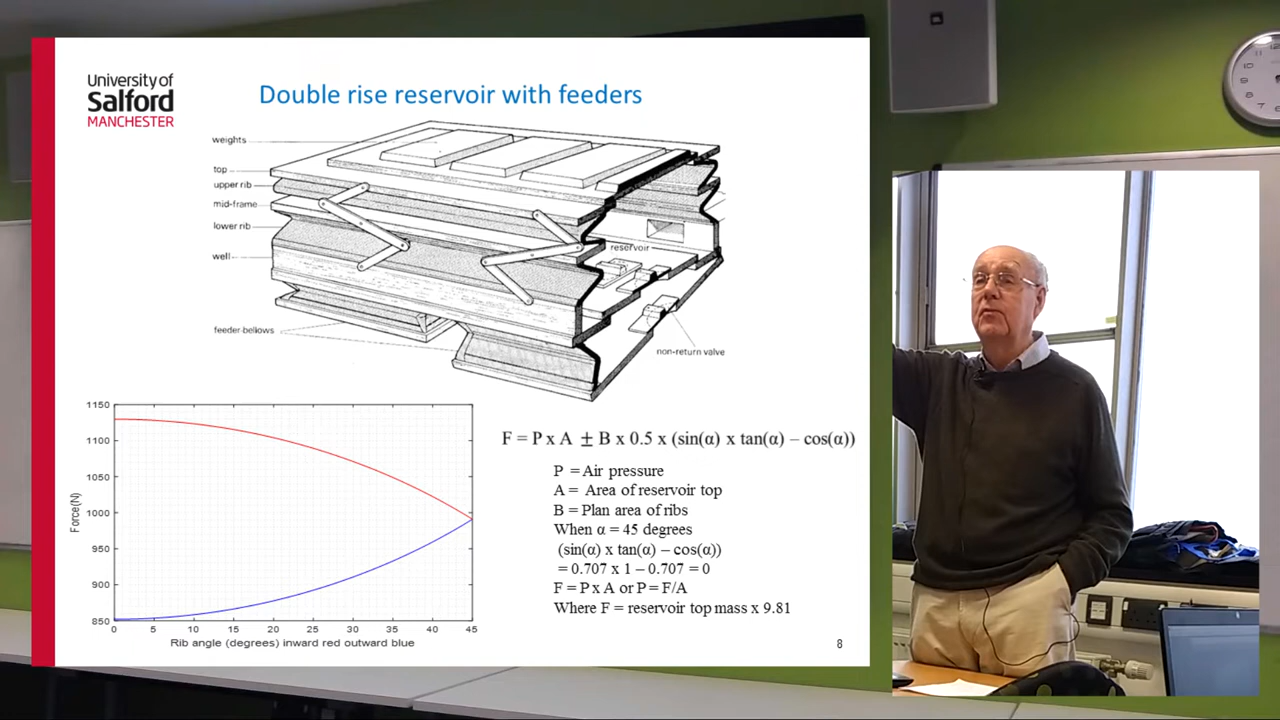 University of
Salford
MANCHESTER
Double rise reservoir with feeders
weights
top
upper rib
mid-frame
lower rib
well
reservoir
feeder bellows
non-return valve
1150
1100
1050
1000
950
900
850
Force(N)
0 5 10 15 20 25 30 35 40 45
Rib angle (degrees) inward red outward blue
F = P x A ± B x 0.5 x (sin(α) x tan(α) – cos(α))
P = Air pressure
A = Area of reservoir top
B = Plan area of ribs
When α = 45 degrees
(sin(α) x tan(α) – cos(α))
= 0.707 x 1 – 0.707 = 0
F = P x A or P = F/A
Where F = reservoir top mass x 9.81
8